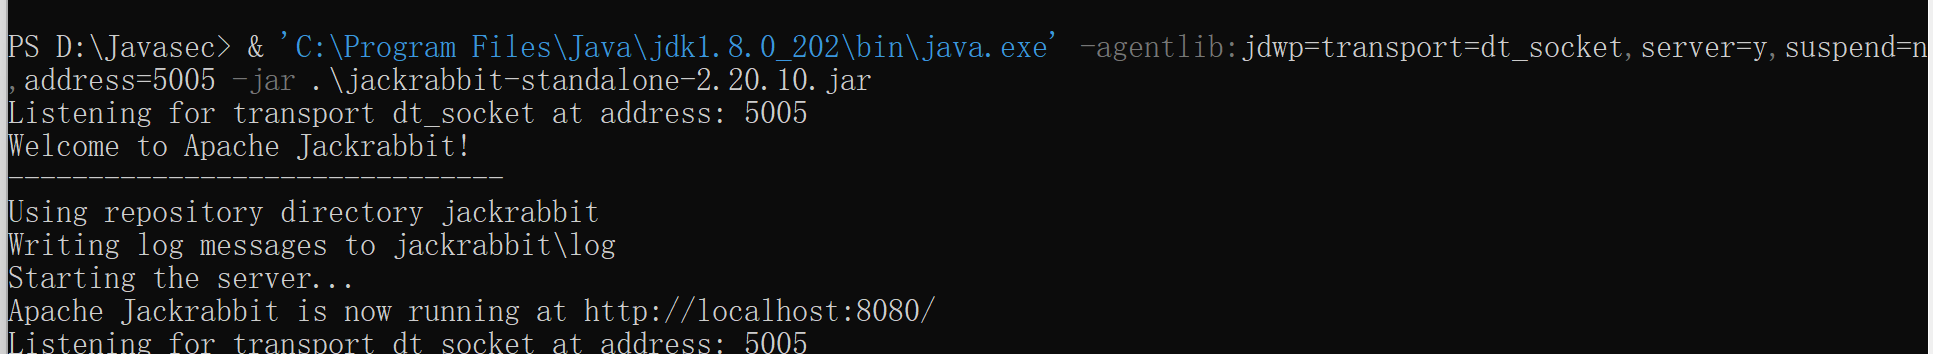 PS D:\Javasec> & 'C:\Program Files\Java\jdk1.8.0_202\bin\java.exe' -agentlib:jdwp=transport=dt_socket,server=y,suspend=n
,address=5005 -jar .\jackrabbit-standalone-2.20.10.jar
Listening for transport dt_socket at address: 5005
Welcome to Apache Jackrabbit!
-------------------------------
Using repository directory jackrabbit
Writing log messages to jackrabbit\log
Starting the server...
Apache Jackrabbit is now running at http://localhost:8080/
Listening for transport dt_socket at address: 5005